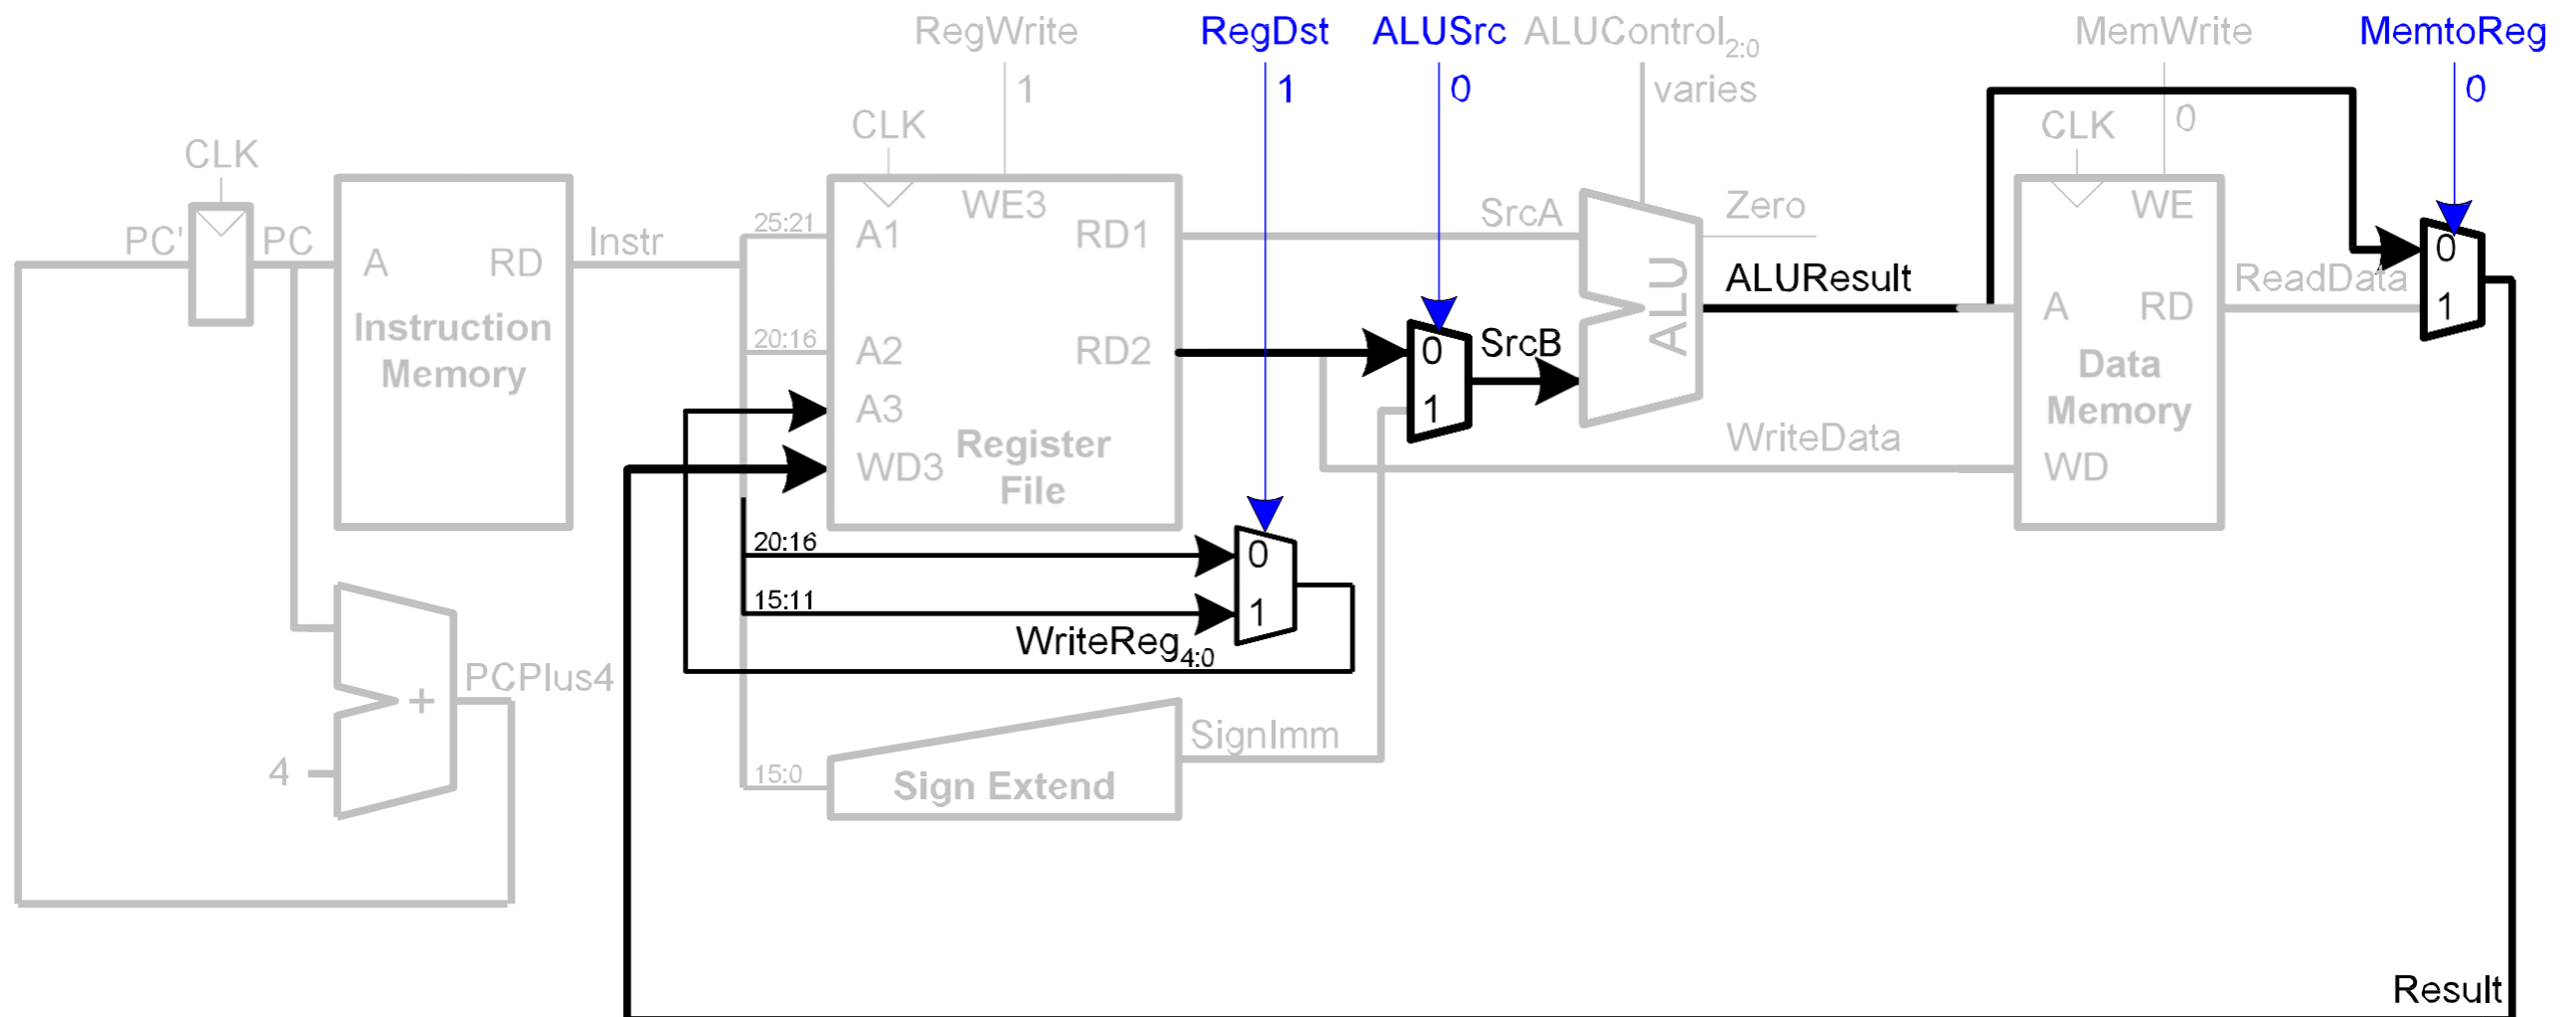 RegWrite
RegDst
ALUSrc
ALUControl2:0
MemWrite
MemtoReg
1
1
0
varies
0
0
CLK
CLK
CLK
PC'
PC
A
RD
Instruction
Memory
Instr
25:21
20:16
A1
A2
A3
WD3
WE3
RD1
RD2
Register
File
SrcA
0
1
SrcB
ALU
Zero
ALUResult
WriteData
A
RD
WE
Data
Memory
WD
ReadData
0
1
20:16
15:11
0
1
WriteReg4:0
PCPlus4
+
4
SignImm
15:0
Sign Extend
Result